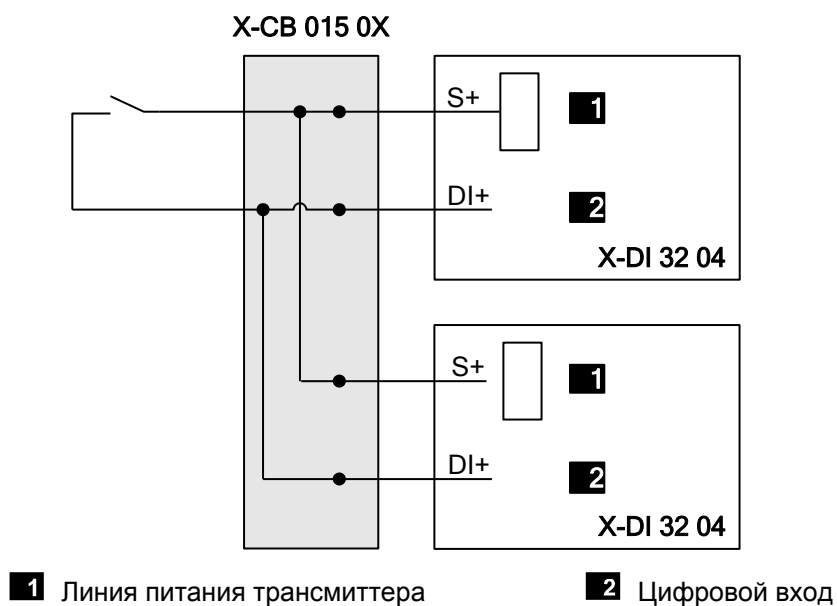 X-CB 015 0X
S+
1
DI+
2
X-DI 32 04
S+
1
DI+
2
X-DI 32 04
1 Линия питания трансмиттера
2 Цифровой вход